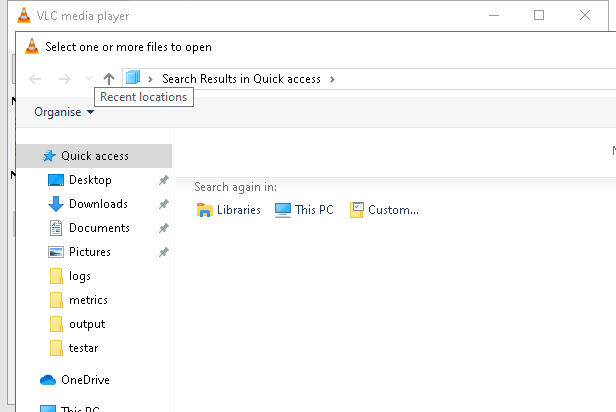 VLC media player
Select one or more files to open
Search Results in Quick access
Recent locations
Organise
Quick access
Search again in:
Desktop
Libraries
This PC
Custom...
Downloads
Documents
Pictures
logs
metrics
output
testar
OneDrive
This PC